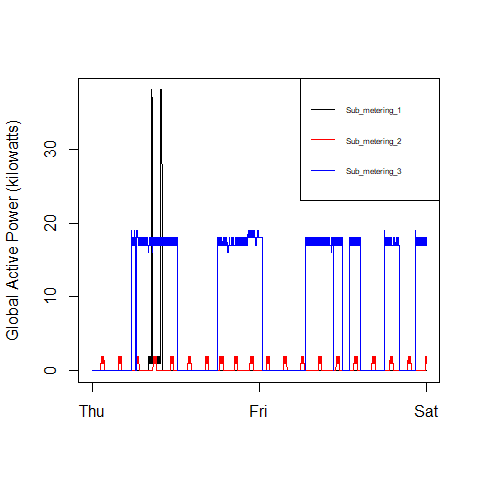 Global Active Power (kilowatts)
30
20
10
0
Sub_metering_1
Sub_metering_2
Sub_metering_3
Thu
Fri
Sat